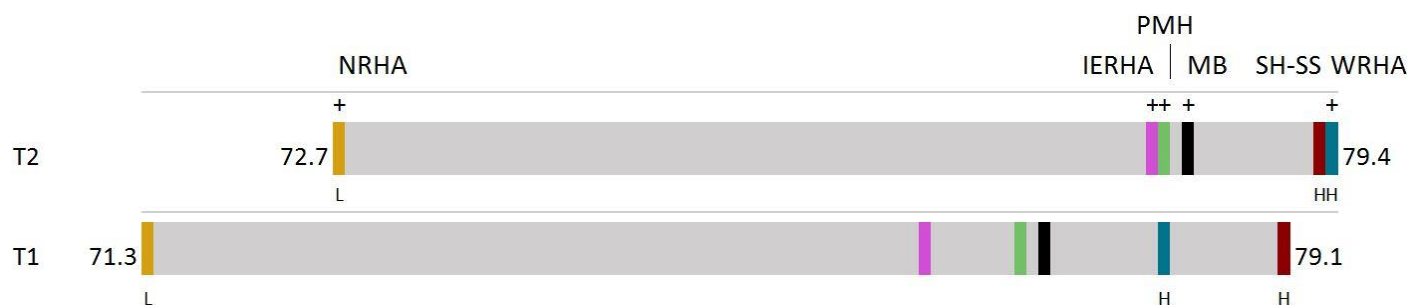 PMH
NRHA IERHA MB SH-SS WRHA
+ ++ + +
T2 72.7 79.4
L HH
T1 71.3 79.1
L H H